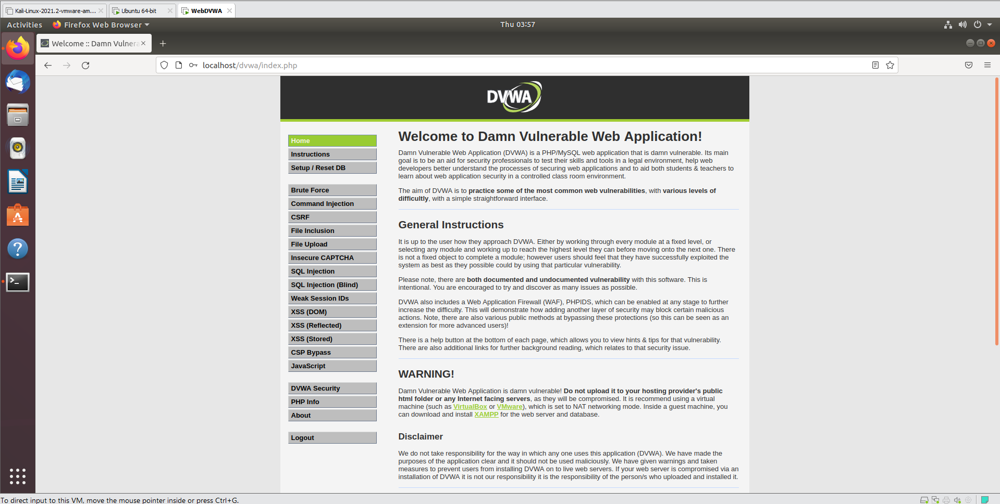 Kali-Linux-2021.2-vmware-am...
Ubuntu 64-bit
WebDVWA
Activities
Firefox Web Browser
Thu 03:57
Welcome :: Damn Vulnera
localhost/dvwa/index.php
DVWA
Home
Instructions
Setup / Reset DB
Brute Force
Command Injection
CSRF
File Inclusion
File Upload
Insecure CAPTCHA
SQL Injection
SQL Injection (Blind)
Weak Session IDs
XSS (DOM)
XSS (Reflected)
XSS (Stored)
CSP Bypass
JavaScript
DVWA Security
PHP Info
About
Logout
Welcome to Damn Vulnerable Web Application!
Damn Vulnerable Web Application (DVWA) is a PHP/MySQL web application that is damn vulnerable. Its main
goal is to be an aid for security professionals to test their skills and tools in a legal environment, help web
developers better understand the processes of securing web applications and to aid both students & teachers to
learn about web application security in a controlled class room environment.
The aim of DVWA is to practice some of the most common web vulnerabilities, with various levels of
difficultly, with a simple straightforward interface.
General Instructions
It is up to the user how they approach DVWA. Either by working through every module at a fixed level, or
selecting any module and working up to reach the highest level they can before moving onto the next one. There
is not a fixed object to complete a module; however users should feel that they have successfully exploited the
system as best as they possible could by using that particular vulnerability.
Please note, there are both documented and undocumented vulnerability with this software. This is
intentional. You are encouraged to try and discover as many issues as possible.
DVWA also includes a Web Application Firewall (WAF), PHPIDS, which can be enabled at any stage to further
increase the difficulty. This will demonstrate how adding another layer of security may block certain malicious
actions. Note, there are also various public methods at bypassing these protections (so this can be seen as an
extension for more advanced users)!
There is a help button at the bottom of each page, which allows you to view hints & tips for that vulnerability.
There are also additional links for further background reading, which relates to that security issue.
WARNING!
Damn Vulnerable Web Application is damn vulnerable! Do not upload it to your hosting provider's public
html folder or any Internet facing servers, as they will be compromised. It is recommend using a virtual
machine (such as VirtualBox or VMware), which is set to NAT networking mode. Inside a guest machine, you
can download and install XAMPP for the web server and database.
Disclaimer
We do not take responsibility for the way in which any one uses this application (DVWA). We have made the
purposes of the application clear and it should not be used maliciously. We have given warnings and taken
measures to prevent users from installing DVWA on to live web servers. If your web server is compromised via an
installation of DVWA it is not our responsibility it is the responsibility of the person/s who uploaded and installed it.
To direct input to this VM, move the mouse pointer inside or press Ctrl+G.